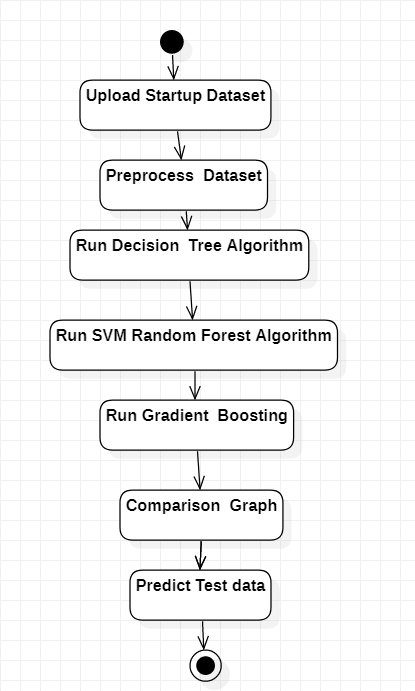 Upload Startup Dataset
Preprocess  Dataset
Run Decision  Tree Algorithm
Run SVM Random Forest Algorithm
Run Gradient  Boosting
Comparison  Graph
Predict Test data